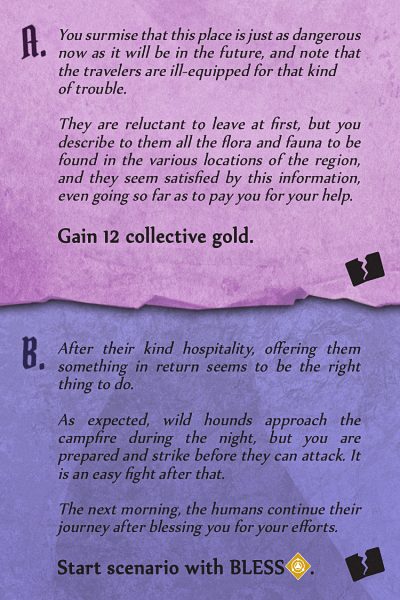 A. You surmise that this place is just as dangerous
now as it will be in the future, and note that
the travelers are ill-equipped for that kind
of trouble.
They are reluctant to leave at first, but you
describe to them all the flora and fauna to be
found in the various locations of the region,
and they seem satisfied by this information,
even going so far as to pay you for your help.
Gain 12 collective gold.
B. After their kind hospitality, offering them
something in return seems to be the right
thing to do.
As expected, wild hounds approach the
campfire during the night, but you are
prepared and strike before they can attack. It
is an easy fight after that.
The next morning, the humans continue their
journey after blessing you for your efforts.
Start scenario with BLESS.